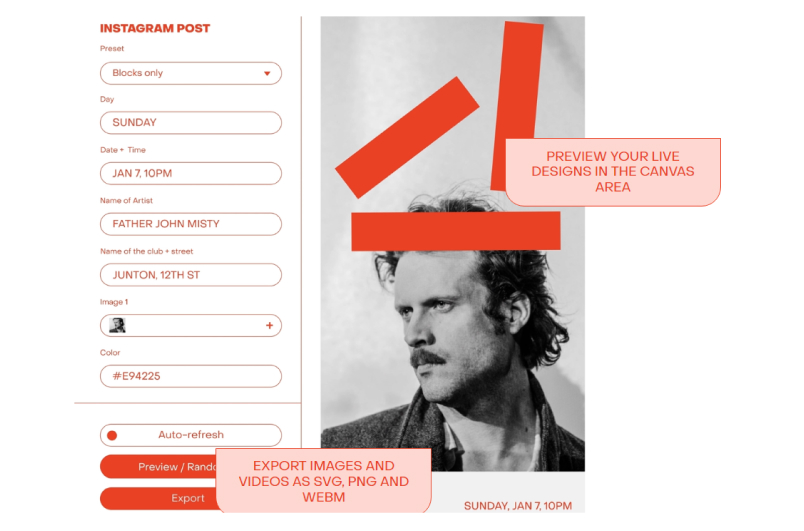 INSTAGRAM POST
Preset
Blocks only
Day
SUNDAY
Date + Time
JAN 7, 10PM
Name of Artist
FATHER JOHN MISTY
Name of the club + street
JUNTON, 12TH ST
Image 1
+
Color
#E94225
Auto-refresh
Preview / Rando
Export
PREVIEW YOUR LIVE
DESIGNS IN THE CANVAS
AREA
EXPORT IMAGES AND
VIDEOS AS SVG, PNG AND
WEBM
SUNDAY, JAN 7, 10PM